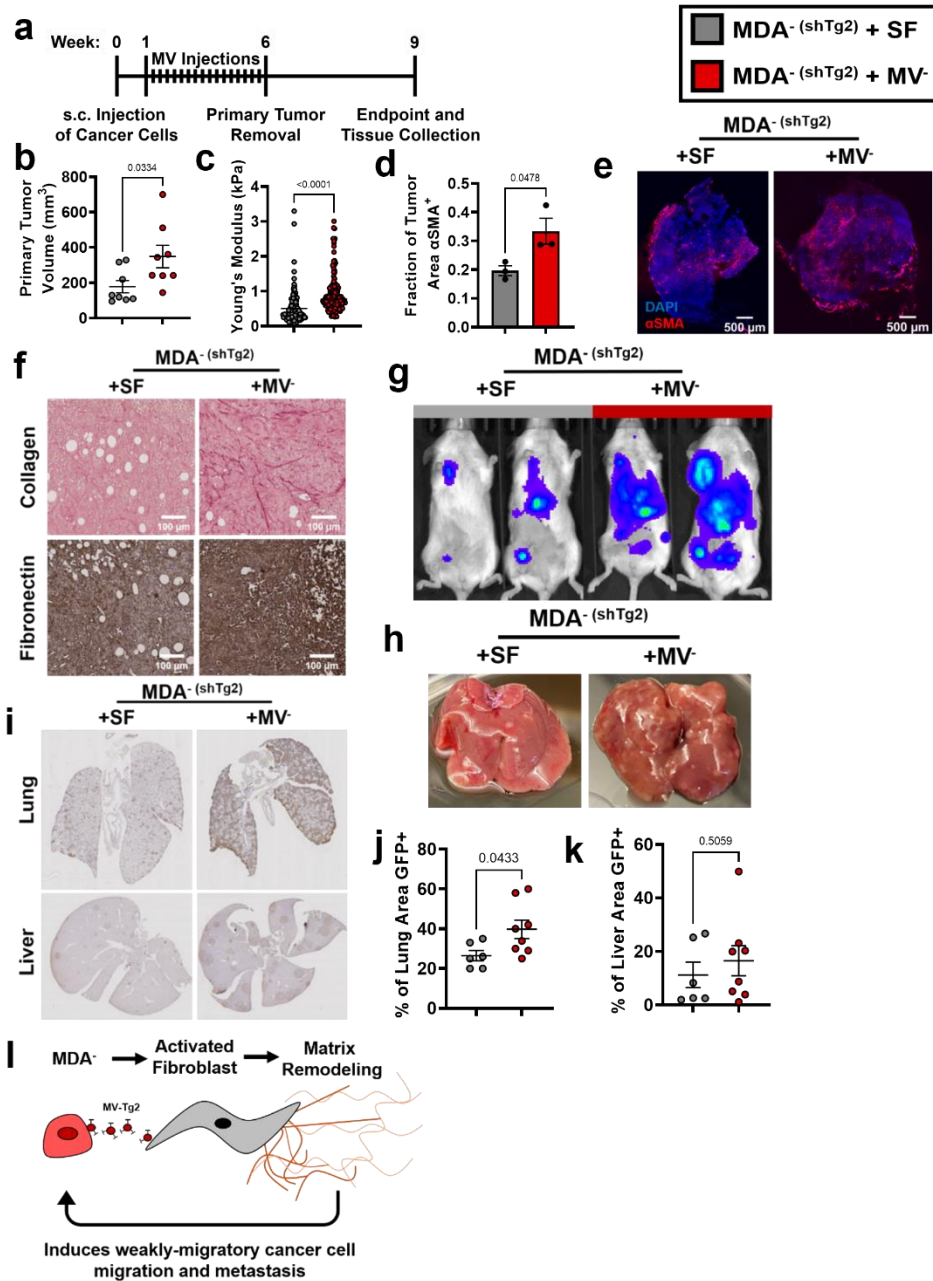 a
Week: 0 1 6 9
MV Injections
s.c. Injection
of Cancer Cells
Primary Tumor
Removal
Endpoint and
Tissue Collection
MDA- (shTg2) + SF
MDA- (shTg2) + MV-
b
Primary Tumor
Volume (mm3)
800
600
400
200
0
0.0334
c
Young's Modulus (kPa)
4
3
2
1
0
<0.0001
d
Fraction of Tumor
Area αSMA+
0.5
0.4
0.3
0.2
0.1
0.0
0.0478
e
MDA- (shTg2)
+SF +MV-
DAPI
αSMA
500 µm
500 µm
f
MDA- (shTg2)
+SF +MV-
Collagen
100 µm
100 µm
Fibronectin
100 µm
100 µm
g
MDA- (shTg2)
+SF +MV-
h
MDA- (shTg2)
+SF +MV-
i
MDA- (shTg2)
+SF +MV-
Lung
Liver
j
% of Lung Area GFP+
80
60
40
20
0
0.0433
k
% of Liver Area GFP+
60
40
20
0
0.5059
l
MDA-
Activated
Fibroblast
Matrix
Remodeling
MV-Tg2
Induces weakly-migratory cancer cell
migration and metastasis